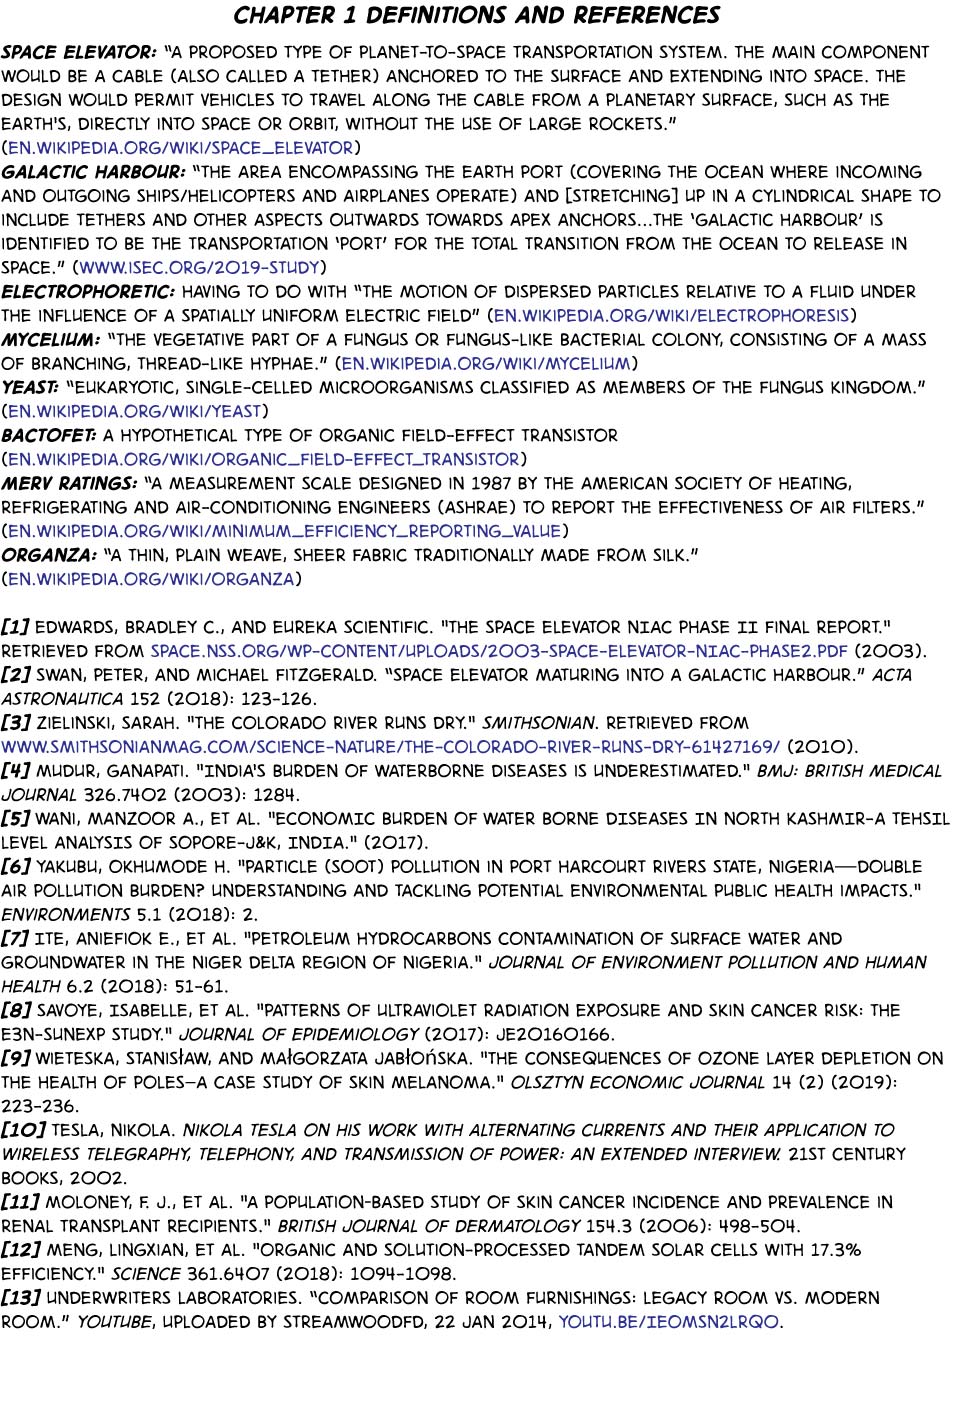 CHAPTER 1 DEFINITIONS AND REFERENCES
SPACE ELEVATOR: "A PROPOSED TYPE OF PLANET-TO-SPACE TRANSPORTATION SYSTEM. THE MAIN COMPONENT
WOULD BE A CABLE (ALSO CALLED A TETHER) ANCHORED TO THE SURFACE AND EXTENDING INTO SPACE. THE
DESIGN WOULD PERMIT VEHICLES TO TRAVEL ALONG THE CABLE FROM A PLANETARY SURFACE, SUCH AS THE
EARTH'S, DIRECTLY INTO SPACE OR ORBIT, WITHOUT THE USE OF LARGE ROCKETS."
(EN.WIKIPEDIA.ORG/WIKI/SPACE_ELEVATOR)
GALACTIC HARBOUR: "THE AREA ENCOMPASSING THE EARTH PORT (COVERING THE OCEAN WHERE INCOMING
AND OUTGOING SHIPS/HELICOPTERS AND AIRPLANES OPERATE) AND [STRETCHING] UP IN A CYLINDRICAL SHAPE TO
INCLUDE TETHERS AND OTHER ASPECTS OUTWARDS TOWARDS APEX ANCHORS...THE 'GALACTIC HARBOUR' IS
IDENTIFIED TO BE THE TRANSPORTATION 'PORT' FOR THE TOTAL TRANSITION FROM THE OCEAN TO RELEASE IN
SPACE." (WWW.ISEC.ORG/2019-STUDY)
ELECTROPHORETIC: HAVING TO DO WITH "THE MOTION OF DISPERSED PARTICLES RELATIVE TO A FLUID UNDER
THE INFLUENCE OF A SPATIALLY UNIFORM ELECTRIC FIELD" (EN.WIKIPEDIA.ORG/WIKI/ELECTROPHORESIS)
MYCELIUM: "THE VEGETATIVE PART OF A FUNGUS OR FUNGUS-LIKE BACTERIAL COLONY, CONSISTING OF A MASS
OF BRANCHING, THREAD-LIKE HYPHAE." (EN.WIKIPEDIA.ORG/WIKI/MYCELIUM)
YEAST: "EUKARYOTIC, SINGLE-CELLED MICROORGANISMS CLASSIFIED AS MEMBERS OF THE FUNGUS KINGDOM."
(EN.WIKIPEDIA.ORG/WIKI/YEAST)
BACTOFET: A HYPOTHETICAL TYPE OF ORGANIC FIELD-EFFECT TRANSISTOR
(EN.WIKIPEDIA.ORG/WIKI/ORGANIC_FIELD-EFFECT_TRANSISTOR)
MERV RATINGS: "A MEASUREMENT SCALE DESIGNED IN 1987 BY THE AMERICAN SOCIETY OF HEATING,
REFRIGERATING AND AIR-CONDITIONING ENGINEERS (ASHRAE) TO REPORT THE EFFECTIVENESS OF AIR FILTERS."
(EN.WIKIPEDIA.ORG/WIKI/MINIMUM_EFFICIENCY_REPORTING_VALUE)
ORGANZA: "A THIN, PLAIN WEAVE, SHEER FABRIC TRADITIONALLY MADE FROM SILK."
(EN.WIKIPEDIA.ORG/WIKI/ORGANZA)
[1] EDWARDS, BRADLEY C., AND EUREKA SCIENTIFIC. "THE SPACE ELEVATOR NIAC PHASE II FINAL REPORT."
RETRIEVED FROM SPACE.NSS.ORG/WP-CONTENT/UPLOADS/2003-SPACE-ELEVATOR-NIAC-PHASE2.PDF (2003).
[2] SWAN, PETER, AND MICHAEL FITZGERALD. "SPACE ELEVATOR MATURING INTO A GALACTIC HARBOUR." ACTA
ASTRONAUTICA 152 (2018): 123-126.
[3] ZIELINSKI, SARAH. "THE COLORADO RIVER RUNS DRY." SMITHSONIAN. RETRIEVED FROM
WWW.SMITHSONIANMAG.COM/SCIENCE-NATURE/THE-COLORADO-RIVER-RUNS-DRY-61427169/ (2010).
[4] MUDUR, GANAPATI. "INDIA'S BURDEN OF WATERBORNE DISEASES IS UNDERESTIMATED." BMJ: BRITISH MEDICAL
JOURNAL 326.7402 (2003): 1284.
[5] WANI, MANZOOR A., ET AL. "ECONOMIC BURDEN OF WATER BORNE DISEASES IN NORTH KASHMIR-A TEHSIL
LEVEL ANALYSIS OF SOPORE-J&K, INDIA." (2017).
[6] YAKUBU, OKHUMODE H. "PARTICLE (SOOT) POLLUTION IN PORT HARCOURT RIVERS STATE, NIGERIA—DOUBLE
AIR POLLUTION BURDEN? UNDERSTANDING AND TACKLING POTENTIAL ENVIRONMENTAL PUBLIC HEALTH IMPACTS."
ENVIRONMENTS 5.1 (2018): 2.
[7] ITE, ANIEFIOK E., ET AL. "PETROLEUM HYDROCARBONS CONTAMINATION OF SURFACE WATER AND
GROUNDWATER IN THE NIGER DELTA REGION OF NIGERIA." JOURNAL OF ENVIRONMENT POLLUTION AND HUMAN
HEALTH 6.2 (2018): 51-61.
[8] SAVOYE, ISABELLE, ET AL. "PATTERNS OF ULTRAVIOLET RADIATION EXPOSURE AND SKIN CANCER RISK: THE
E3N-SUNEXP STUDY." JOURNAL OF EPIDEMIOLOGY (2017): JE20160166.
[9] WIETESKA, STANISŁAW, AND MAŁGORZATA JABŁOŃSKA. "THE CONSEQUENCES OF OZONE LAYER DEPLETION ON
THE HEALTH OF POLES–A CASE STUDY OF SKIN MELANOMA." OLSZTYN ECONOMIC JOURNAL 14 (2) (2019):
223-236.
[10] TESLA, NIKOLA. NIKOLA TESLA ON HIS WORK WITH ALTERNATING CURRENTS AND THEIR APPLICATION TO
WIRELESS TELEGRAPHY, TELEPHONY, AND TRANSMISSION OF POWER: AN EXTENDED INTERVIEW. 21ST CENTURY
BOOKS, 2002.
[11] MOLONEY, F. J., ET AL. "A POPULATION-BASED STUDY OF SKIN CANCER INCIDENCE AND PREVALENCE IN
RENAL TRANSPLANT RECIPIENTS." BRITISH JOURNAL OF DERMATOLOGY 154.3 (2006): 498-504.
[12] MENG, LINGXIAN, ET AL. "ORGANIC AND SOLUTION-PROCESSED TANDEM SOLAR CELLS WITH 17.3%
EFFICIENCY." SCIENCE 361.6407 (2018): 1094-1098.
[13] UNDERWRITERS LABORATORIES. "COMPARISON OF ROOM FURNISHINGS: LEGACY ROOM VS. MODERN
ROOM." YOUTUBE, UPLOADED BY STREAMWOODFD, 22 JAN 2014, YOUTU.BE/IEOMSN2LRQO.